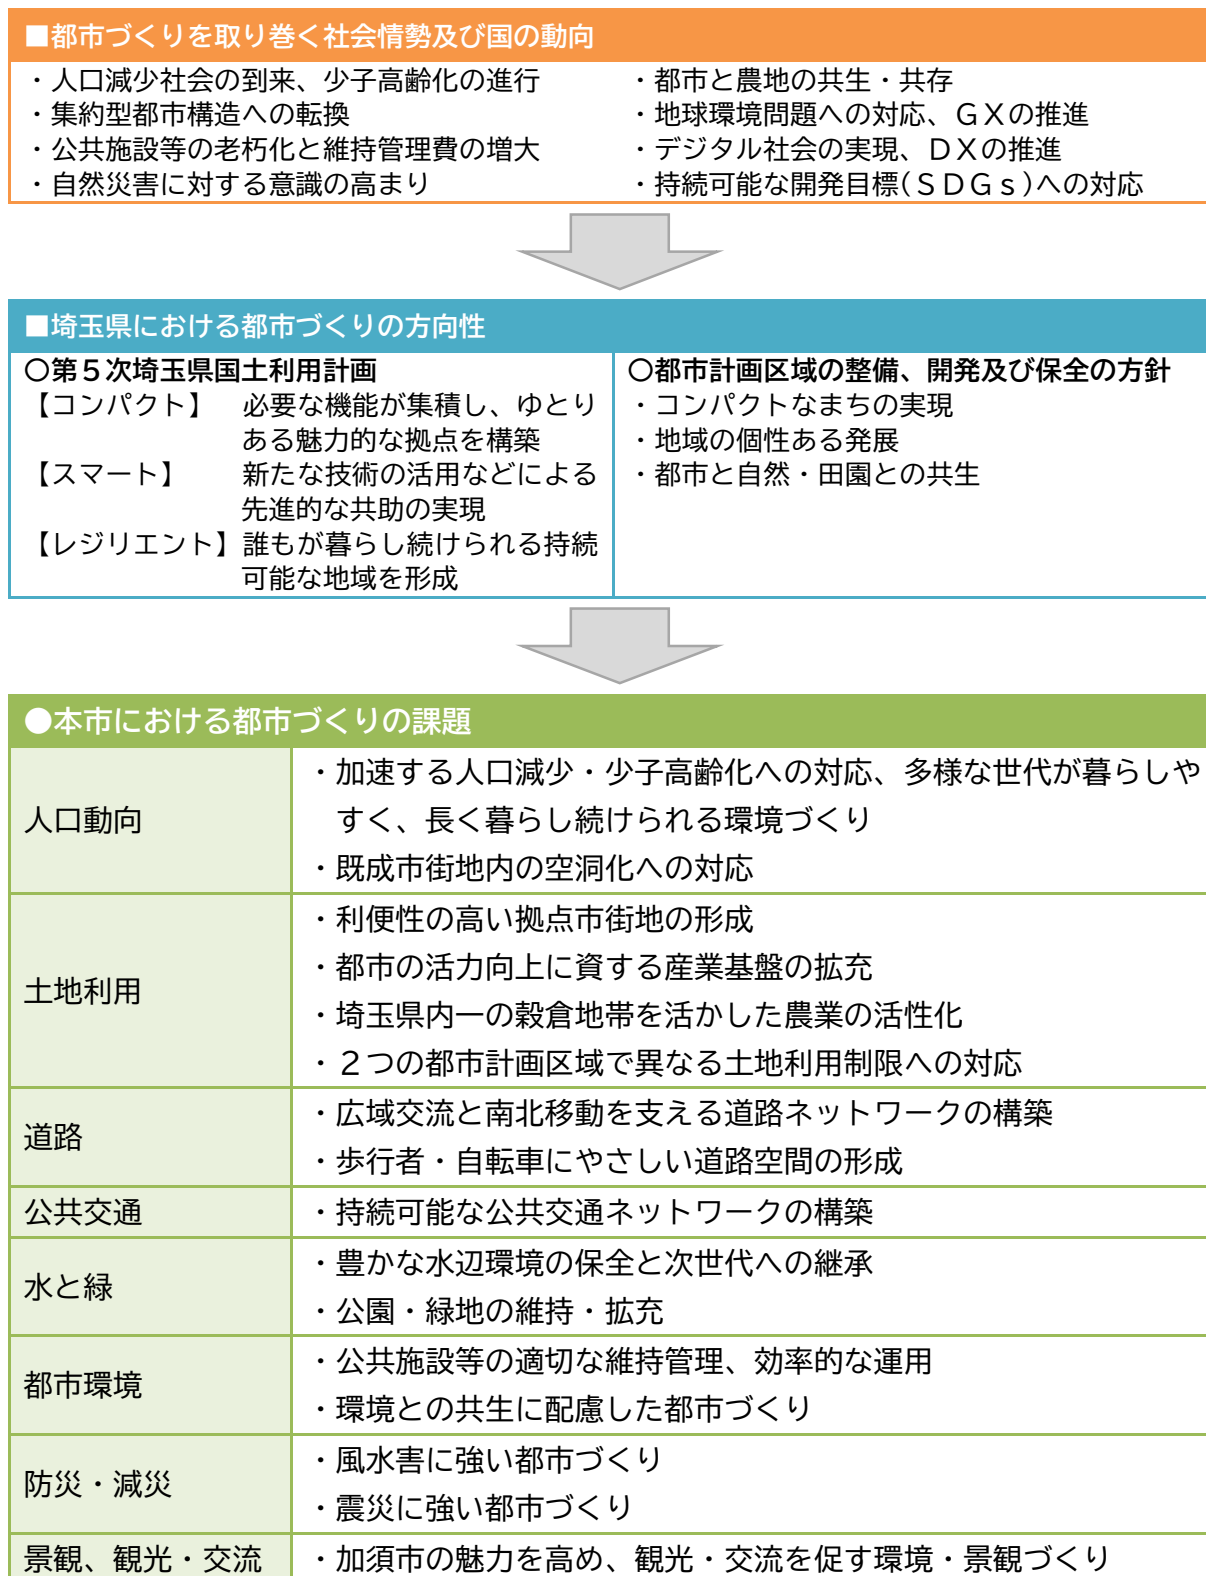 ■都市づくりを取り巻く社会情勢及び国の動向
・人口減少社会の到来、少子高齢化の進行
・集約型都市構造への転換
・公共施設等の老朽化と維持管理費の増大
・自然災害に対する意識の高まり
・都市と農地の共生・共存
・地球環境問題への対応、ＧＸの推進
・デジタル社会の実現、ＤＸの推進
・持続可能な開発目標(ＳＤＧｓ)への対応
■埼玉県における都市づくりの方向性
○第５次埼玉県国土利用計画
【コンパクト】　必要な機能が集積し、ゆとり
ある魅力的な拠点を構築
【スマート】　新たな技術の活用などによる
先進的な共助の実現
【レジリエント】誰もが暮らし続けられる持続
可能な地域を形成
○都市計画区域の整備、開発及び保全の方針
・コンパクトなまちの実現
・地域の個性ある発展
・都市と自然・田園との共生
●本市における都市づくりの課題
人口動向
・加速する人口減少・少子高齢化への対応、多様な世代が暮らしや
すく、長く暮らし続けられる環境づくり
・既成市街地内の空洞化への対応
土地利用
・利便性の高い拠点市街地の形成
・都市の活力向上に資する産業基盤の拡充
・埼玉県内一の穀倉地帯を活かした農業の活性化
・２つの都市計画区域で異なる土地利用制限への対応
道路
・広域交流と南北移動を支える道路ネットワークの構築
・歩行者・自転車にやさしい道路空間の形成
公共交通
・持続可能な公共交通ネットワークの構築
水と緑
・豊かな水辺環境の保全と次世代への継承
・公園・緑地の維持・拡充
都市環境
・公共施設等の適切な維持管理、効率的な運用
・環境との共生に配慮した都市づくり
防災・減災
・風水害に強い都市づくり
・震災に強い都市づくり
景観、観光・交流
・加須市の魅力を高め、観光・交流を促す環境・景観づくり